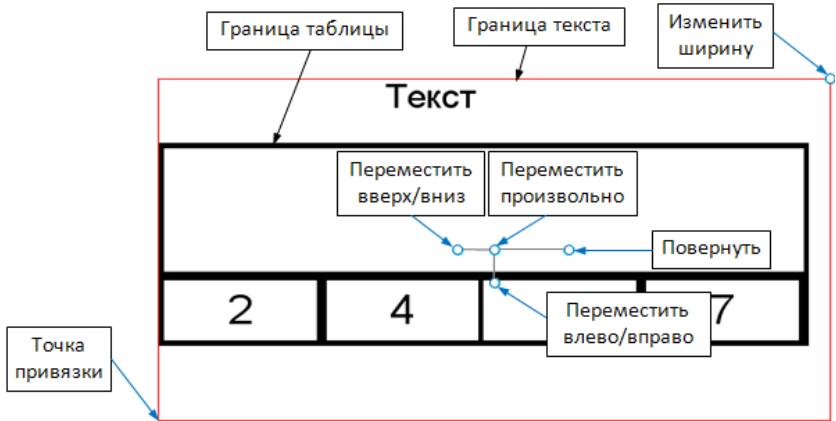 Граница таблицы
Граница текста
Изменить
ширину
Текст
Переместить
вверх/вниз
Переместить
произвольно
Повернуть
2
4
7
Переместить
влево/вправо
Точка
привязки